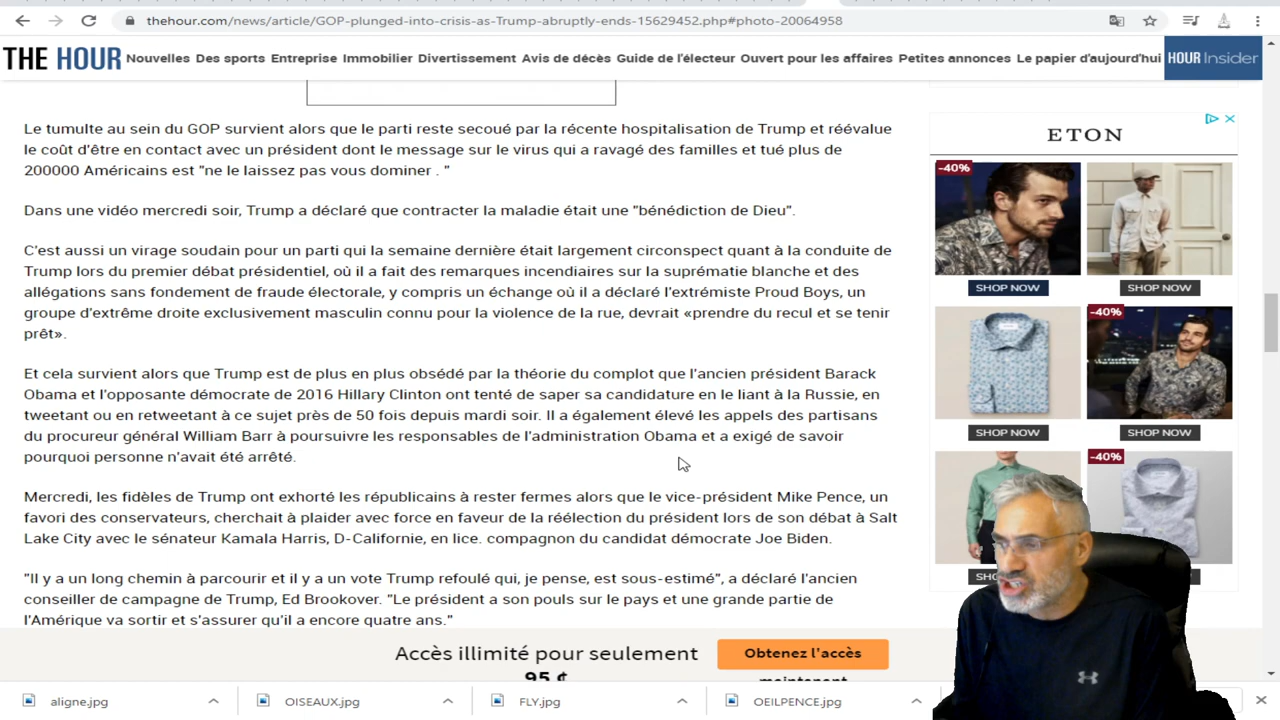 thehour.com/news/article/GOP-plunged-into-crisis-as-Trump-abruptly-ends-15629452.php#photo-20064958
THE HOUR Nouvelles Des sports Entreprise Immobilier Divertissement Avis de décès Guide de l'électeur Ouvert pour les affaires Petites annonces Le papier d'aujourd'hui HOUR Insider
Le tumulte au sein du GOP survient alors que le parti reste secoué par la récente hospitalisation de Trump et réévalue
le coût d'être en contact avec un président dont le message sur le virus qui a ravagé des familles et tué plus de
200000 Américains est "ne le laissez pas vous dominer . "
Dans une vidéo mercredi soir, Trump a déclaré que contracter la maladie était une "bénédiction de Dieu".
C'est aussi un virage soudain pour un parti qui la semaine dernière était largement circonspect quant à la conduite de
Trump lors du premier débat présidentiel, où il a fait des remarques incendiaires sur la suprématie blanche et des
allégations sans fondement de fraude électorale, y compris un échange où il a déclaré l'extrémiste Proud Boys, un
groupe d'extrême droite exclusivement masculin connu pour la violence de la rue, devrait «prendre du recul et se tenir
prêt».
Et cela survient alors que Trump est de plus en plus obsédé par la théorie du complot que l'ancien président Barack
Obama et l'opposante démocrate de 2016 Hillary Clinton ont tenté de saper sa candidature en le liant à la Russie, en
tweetant ou en retweetant à ce sujet près de 50 fois depuis mardi soir. Il a également élevé les appels des partisans
du procureur général William Barr à poursuivre les responsables de l'administration Obama et a exigé de savoir
pourquoi personne n'avait été arrêté.
Mercredi, les fidèles de Trump ont exhorté les républicains à rester fermes alors que le vice-président Mike Pence, un
favori des conservateurs, cherchait à plaider avec force en faveur de la réélection du président lors de son débat à Salt
Lake City avec le sénateur Kamala Harris, D-Californie, en lice. compagnon du candidat démocrate Joe Biden.
"Il y a un long chemin à parcourir et il y a un vote Trump refoulé qui, je pense, est sous-estimé", a déclaré l'ancien
conseiller de campagne de Trump, Ed Brookover. "Le président a son pouls sur le pays et une grande partie de
l'Amérique va sortir et s'assurer qu'il a encore quatre ans."
ETON
-40%
SHOP NOW SHOP NOW
-40%
SHOP NOW SHOP NOW
-40%
Accès illimité pour seulement
95 ¢
Obtenez l'accès
maintenant
aligne.jpg OISEAUX.jpg FLY.jpg OEILPENCE.jpg